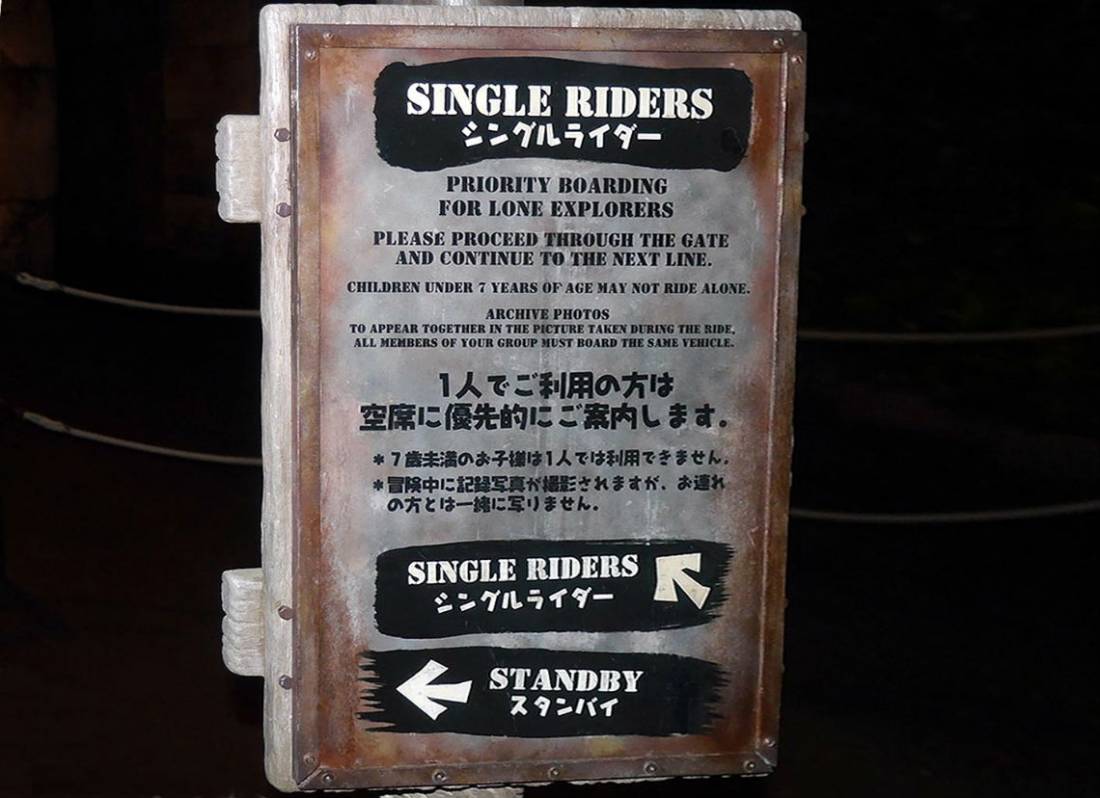 SINGLE RIDERS
シングルライダー
PRIORITY BOARDING
FOR LONE EXPLORERS
PLEASE PROCEED THROUGH THE GATE
AND CONTINUE TO THE NEXT LINE.
CHILDREN UNDER 7 YEARS OF AGE MAY NOT RIDE ALONE.
ARCHIVE PHOTOS
TO APPEAR TOGETHER IN THE PICTURE TAKEN DURING THE RIDE,
ALL MEMBERS OF YOUR GROUP MUST BOARD THE SAME VEHICLE.
1人でご利用の方は
空席に優先的にご案内します。
*7歳未満のお子様は1人では利用できません。
*冒険中に記録写真が撮影されますが、お連れ
の方とは一緒に写りません。
SINGLE RIDERS
シングルライダー
STANDBY
スタンバイ